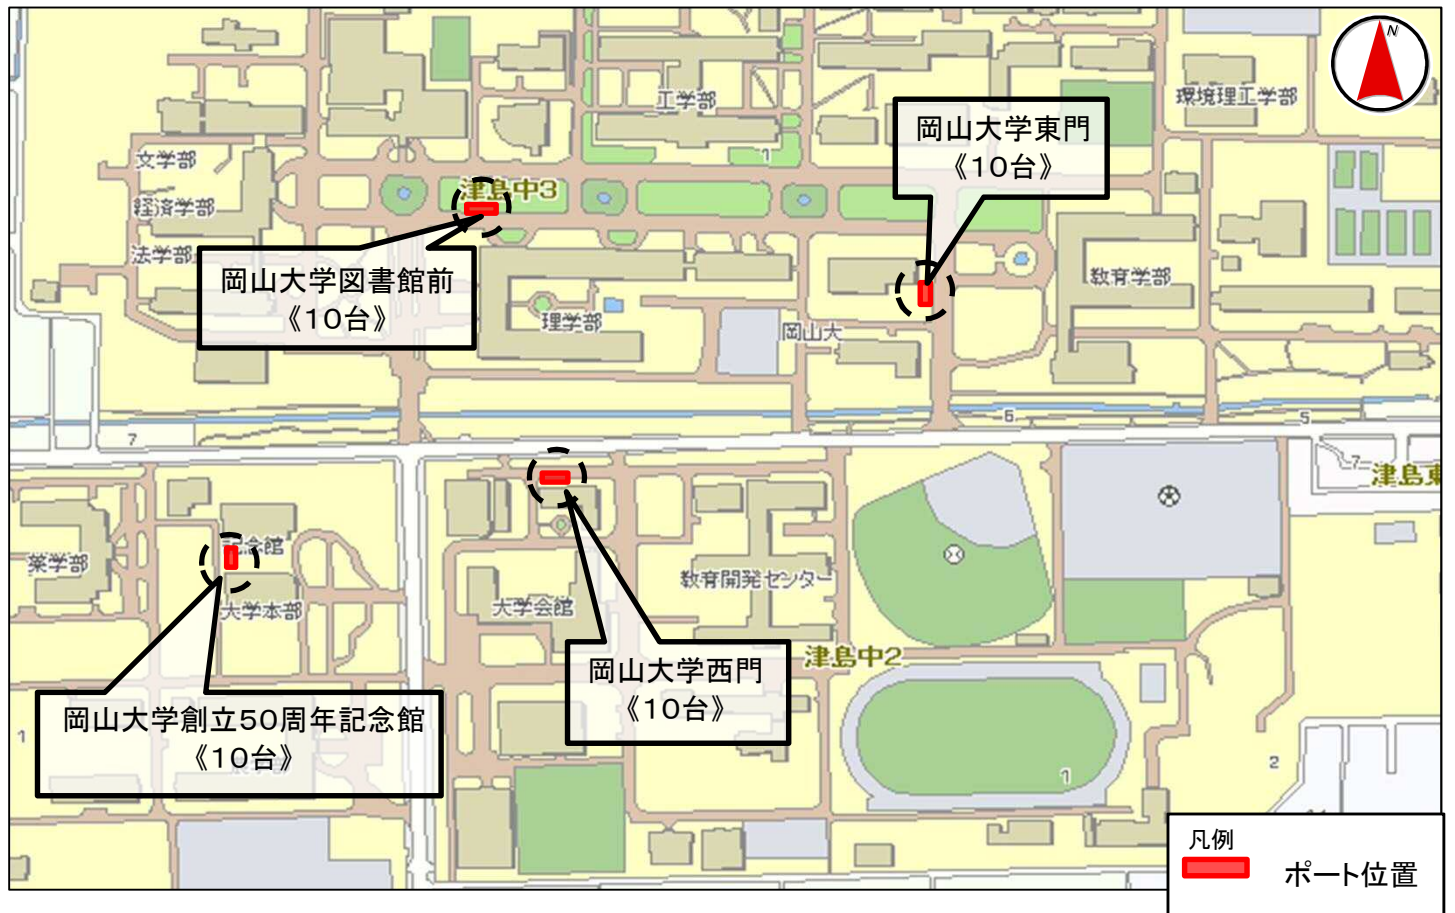 N
工学部
環境理工学部
岡山大学東門
《10台》
1
文学部
津島中3
経済学部
法学部
岡山大学図書館前
《10台》
教育学部
理学部
岡山大
6
5
7
7
津島東
記念館
薬学部
大学本部
教育開発センター
大学会館
津島中2
岡山大学西門
《10台》
岡山大学創立50周年記念館
《10台》
1
1
2
凡例
ポート位置